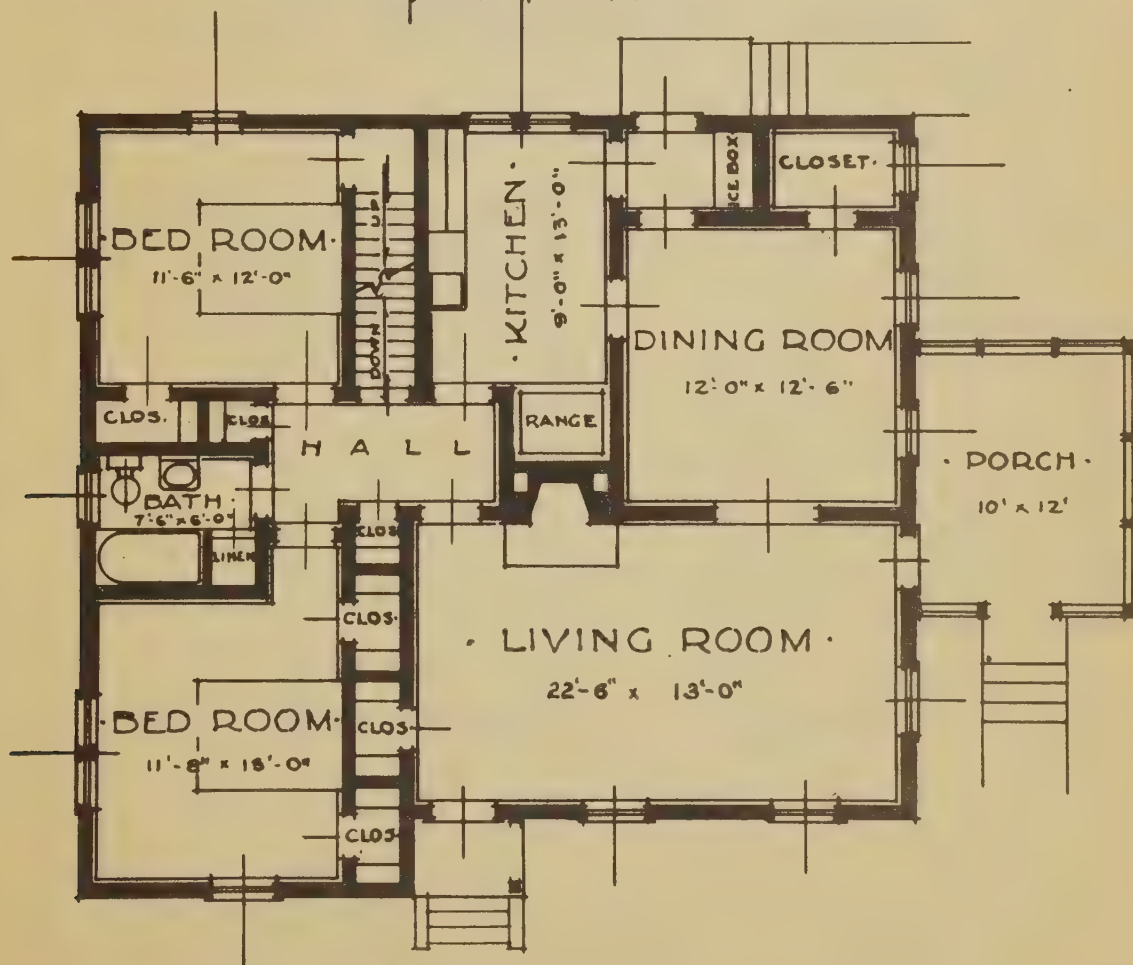 ICE BOX
CLOSET.
BED ROOM.
11'-6" x 12'-0"
UP
DOWN
. KITCHEN .
9'-0" x 13'-0"
DINING ROOM
12'-0" x 12'-6"
CLOS.
CLOS
HALL
RANGE
. PORCH .
10' x 12'
BATH.
7'-6" x 6'-0"
LINEN
CLOS
CLOS.
. LIVING ROOM .
22'-6" x 13'-0"
. BED ROOM .
11'-8" x 15'-0"
CLOS
CLOS